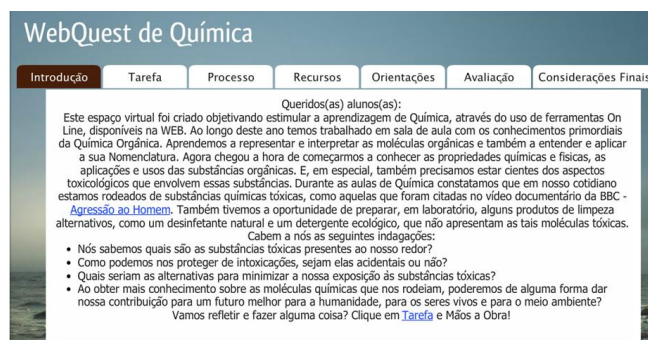 WebQuest de Química
Introdução Tarefa Processo Recursos Orientações Avaliação Considerações Finais
Queridos(as) alunos(as):
Este espaço virtual foi criado objetivando estimular a aprendizagem de Química, através do uso de ferramentas On
Line, disponíveis na WEB. Ao longo deste ano temos trabalhado em sala de aula com os conhecimentos primordiais
da Química Orgânica. Aprendemos a representar e interpretar as moléculas orgânicas e também a entender e aplicar
a sua Nomenclatura. Agora chegou a hora de começarmos a conhecer as propriedades químicas e fisicas, as
aplicações e usos das substâncias orgânicas. E, em especial, também precisamos estar cientes dos aspectos
toxicológicos que envolvem essas substâncias. Durante as aulas de Química constatamos que em nosso cotidiano
estamos rodeados de substâncias químicas tóxicas, como aquelas que foram citadas no vídeo documentário da BBC -
Agressão ao Homem. Também tivemos a oportunidade de preparar, em laboratório, alguns produtos de limpeza
alternativos, como um desinfetante natural e um detergente ecológico, que não apresentam as tais moléculas tóxicas.
Cabem a nós as seguintes indagações:
• Nós sabemos quais são as substâncias tóxicas presentes ao nosso redor?
• Como podemos nos proteger de intoxicações, sejam elas acidentais ou não?
• Quais seriam as alternativas para minimizar a nossa exposição às substâncias tóxicas?
• Ao obter mais conhecimento sobre as moléculas químicas que nos rodeiam, poderemos de alguma forma dar
nossa contribuição para um futuro melhor para a humanidade, para os seres vivos e para o meio ambiente?
Vamos refletir e fazer alguma coisa? Clique em Tarefa e Mãos a Obra!